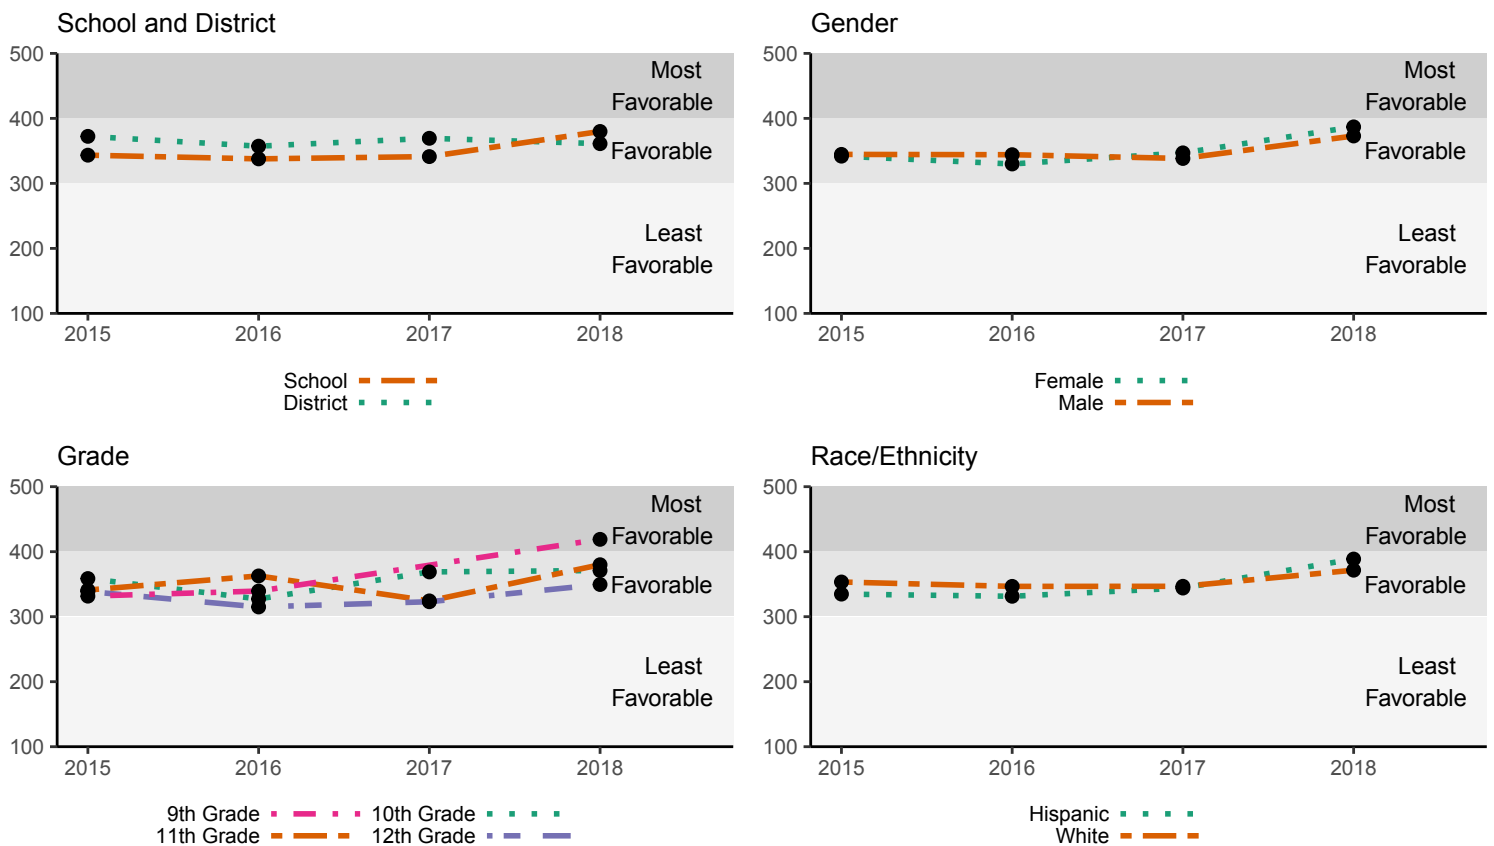 School and District
500
400
300
200
100
Most
Favorable
Favorable
Least
Favorable
2015 2016 2017 2018
School
District
Gender
500
400
300
200
100
Most
Favorable
Favorable
Least
Favorable
2015 2016 2017 2018
Female
Male
Grade
500
400
300
200
100
Most
Favorable
Favorable
Least
Favorable
2015 2016 2017 2018
9th Grade 10th Grade
11th Grade 12th Grade
Race/Ethnicity
500
400
300
200
100
Most
Favorable
Favorable
Least
Favorable
2015 2016 2017 2018
Hispanic
White